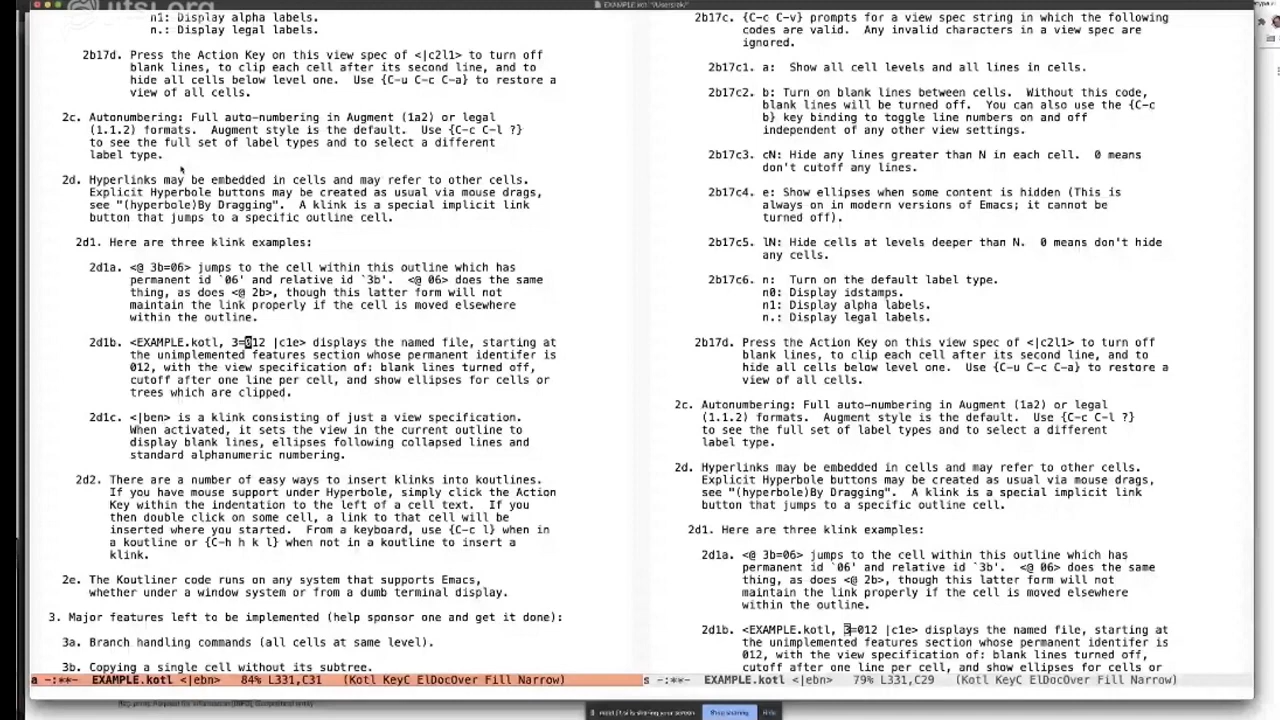 jitsi.org
EXAMPLE.kotl
n1: Display alpha labels.
n.: Display legal labels.
2b17d. Press the Action Key on this view spec of <|c2l1> to turn off
blank lines, to clip each cell after its second line, and to
hide all cells below level one.  Use {C-u C-c C-a} to restore a
view of all cells.
2c. Autonumbering: Full auto-numbering in Augment (1a2) or legal
(1.1.2) formats.  Augment style is the default.  Use {C-c C-l ?}
to see the full set of label types and to select a different
label type.
2d. Hyperlinks may be embedded in cells and may refer to other cells.
Explicit Hyperbole buttons may be created as usual via mouse drags,
see "(hyperbole)By Dragging".  A klink is a special implicit link
button that jumps to a specific outline cell.
2d1. Here are three klink examples:
2d1a. <@ 3b=06> jumps to the cell within this outline which has
permanent id `06' and relative id `3b'.  <@ 06> does the same
thing, as does <@ 2b>, though this latter form will not
maintain the link properly if the cell is moved elsewhere
within the outline.
2d1b. <EXAMPLE.kotl, 3=012 |c1e> displays the named file, starting at
the unimplemented features section whose permanent identifer is
012, with the view specification of: blank lines turned off,
cutoff after one line per cell, and show ellipses for cells or
trees which are clipped.
2d1c. <|ben> is a klink consisting of just a view specification.
When activated, it sets the view in the current outline to
display blank lines, ellipses following collapsed lines and
standard alphanumeric numbering.
2d2. There are a number of easy ways to insert klinks into koutlines.
If you have mouse support under Hyperbole, simply click the Action
Key within the indentation to the left of a cell text.  If you
then double click on some cell, a link to that cell will be
inserted where you started.  From a keyboard, use {C-c l} when in
a koutline or {C-h h k l} when not in a koutline to insert a
klink.
2e. The Koutliner code runs on any system that supports Emacs,
whether under a window system or from a dumb terminal display.
3. Major features left to be implemented (help sponsor one and get it done):
3a. Branch handling commands (all cells at same level).
3b. Copying a single cell without its subtree.
a -:**-  EXAMPLE.kotl <|ebn>   84% L331,C31   (Kotl KeyC ElDocOver Fill Narrow)
2b17c. {C-c C-v} prompts for a view spec string in which the following
codes are valid.  Any invalid characters in a view spec are
ignored.
2b17c1. a:  Show all cell levels and all lines in cells.
2b17c2. b: Turn on blank lines between cells.  Without this code,
blank lines will be turned off.  You can also use the {C-c
b} key binding to toggle line numbers on and off
independent of any other view settings.
2b17c3. cN: Hide any lines greater than N in each cell.  0 means
don't cutoff any lines.
2b17c4. e: Show ellipses when some content is hidden (This is
always on in modern versions of Emacs; it cannot be
turned off).
2b17c5. lN: Hide cells at levels deeper than N.  0 means don't hide
any cells.
2b17c6. n:  Turn on the default label type.
n0: Display idstamps.
n1: Display alpha labels.
n.: Display legal labels.
2b17d. Press the Action Key on this view spec of <|c2l1> to turn off
blank lines, to clip each cell after its second line, and to
hide all cells below level one.  Use {C-u C-c C-a} to restore a
view of all cells.
2c. Autonumbering: Full auto-numbering in Augment (1a2) or legal
(1.1.2) formats.  Augment style is the default.  Use {C-c C-l ?}
to see the full set of label types and to select a different
label type.
2d. Hyperlinks may be embedded in cells and may refer to other cells.
Explicit Hyperbole buttons may be created as usual via mouse drags,
see "(hyperbole)By Dragging".  A klink is a special implicit link
button that jumps to a specific outline cell.
2d1. Here are three klink examples:
2d1a. <@ 3b=06> jumps to the cell within this outline which has
permanent id `06' and relative id `3b'.  <@ 06> does the same
thing, as does <@ 2b>, though this latter form will not
maintain the link properly if the cell is moved elsewhere
within the outline.
2d1b. <EXAMPLE.kotl, 3=012 |c1e> displays the named file, starting at
the unimplemented features section whose permanent identifer is
012, with the view specification of: blank lines turned off,
cutoff after one line per cell, and show ellipses for cells or
s -:**-  EXAMPLE.kotl <|ebn>   79% L331,C29   (Kotl KeyC ElDocOver Fill Narrow)
meet.jit.si is sharing your screen.
Stop sharing
Hide